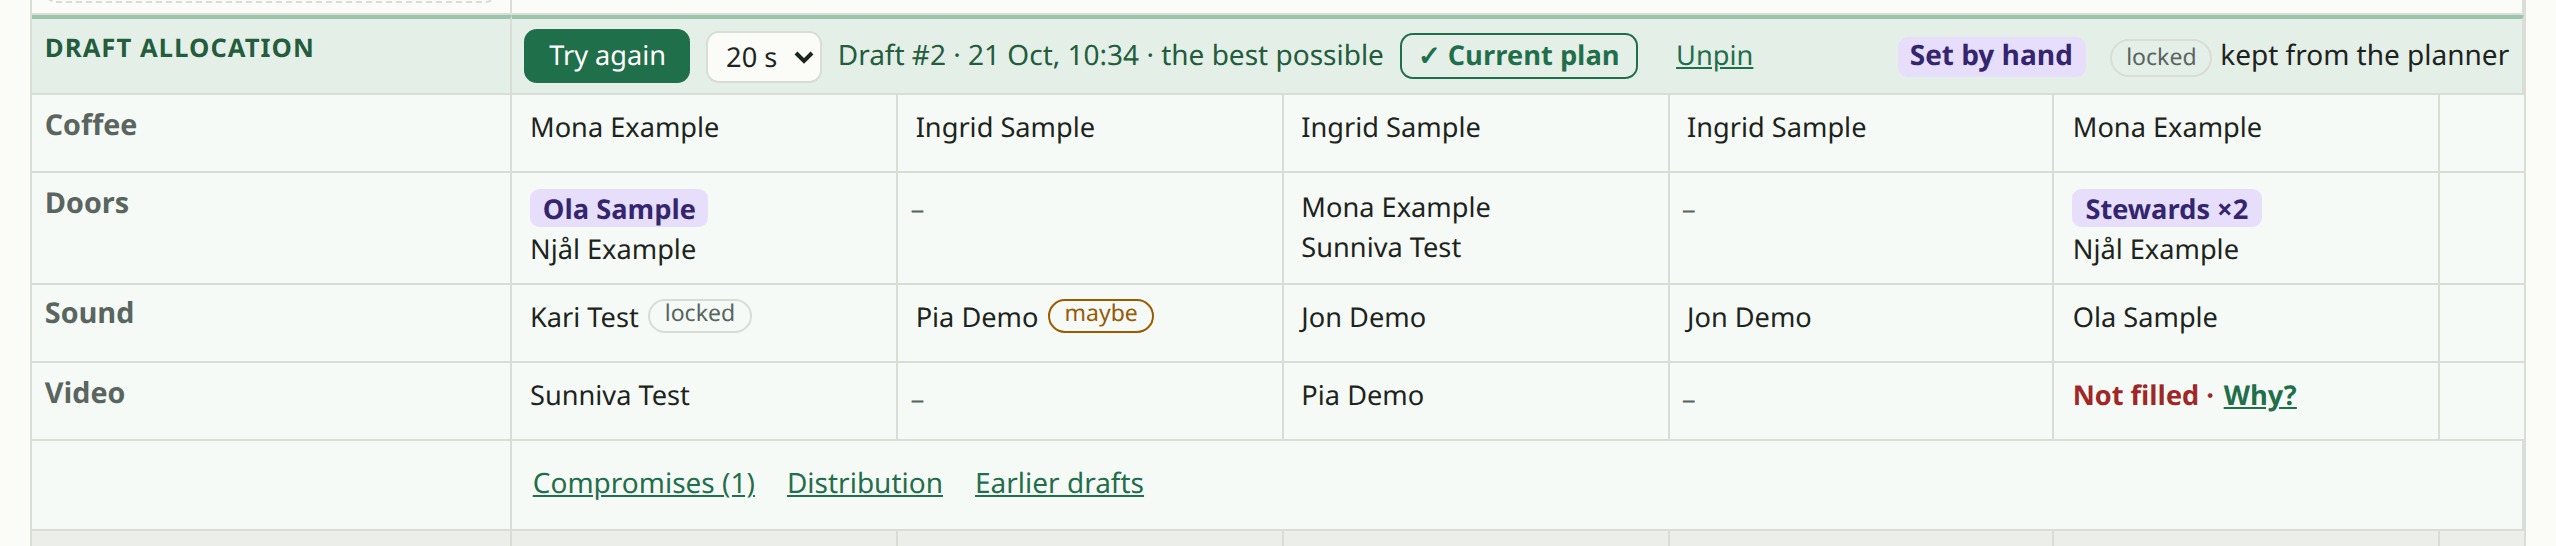 DRAFT ALLOCATION Try again 20 s Draft #2 · 21 Oct, 10:34 · the best possible ✓ Current plan Unpin Set by hand locked kept from the planner
Coffee Mona Example Ingrid Sample Ingrid Sample Ingrid Sample Mona Example
Doors Ola Sample – Mona Example – Stewards ×2
Njål Example Sunniva Test Njål Example
Sound Kari Test locked Pia Demo maybe Jon Demo Jon Demo Ola Sample
Video Sunniva Test – Pia Demo – Not filled · Why?
Compromises (1) Distribution Earlier drafts